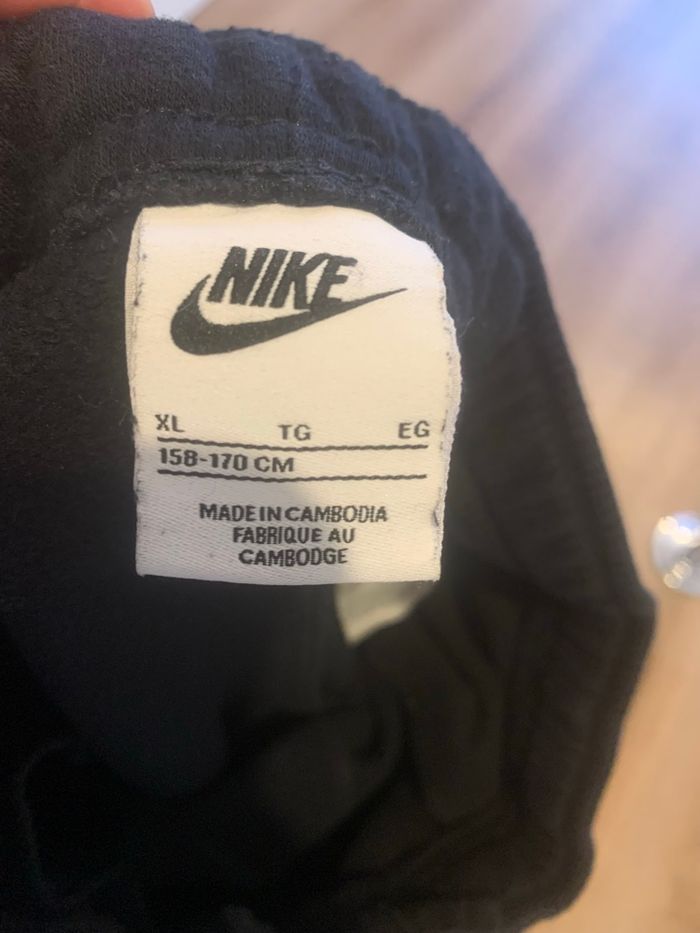 NIKE
XL TG EG
158-170 CM
MADE IN CAMBODIA
FABRIQUE AU
CAMBODGE